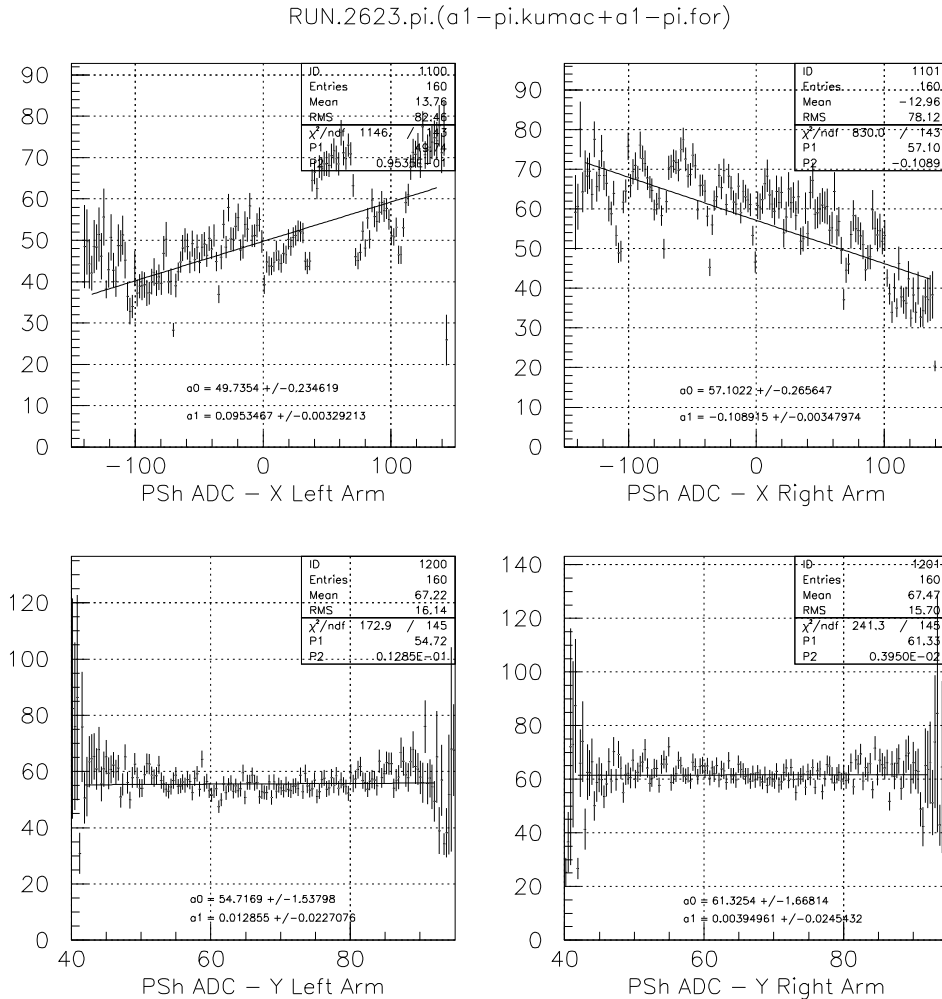 RUN.2623.pi.(a1-pi.kumac+a1-pi.for)
ID 1100
Entries 160
Mean 13.76
RMS 82.46
χ²/ndf 1146. / 143
P1 49.74
P2 0.9535E-01
90
80
70
60
50
40
30
20
10
0
a0 = 49.7354 +/-0.234619
a1 = 0.0953467 +/-0.00329213
-100 0 100
PSh ADC - X Left Arm
ID 1101
Entries 160
Mean -12.96
RMS 78.12
χ²/ndf 830.0 / 143
P1 57.10
P2 -0.1089
90
80
70
60
50
40
30
20
10
0
a0 = 57.1022 +/-0.265647
a1 = -0.108915 +/-0.00347974
-100 0 100
PSh ADC - X Right Arm
ID 1200
Entries 160
Mean 67.22
RMS 16.14
χ²/ndf 172.9 / 145
P1 54.72
P2 0.1285E-01
120
100
80
60
40
20
0
a0 = 54.7169 +/-1.53798
a1 = 0.012855 +/-0.0227076
40 60 80
PSh ADC - Y Left Arm
ID 1201
Entries 160
Mean 67.47
RMS 15.70
χ²/ndf 241.3 / 145
P1 61.33
P2 0.3950E-02
140
120
100
80
60
40
20
0
a0 = 61.3254 +/-1.66814
a1 = 0.00394961 +/-0.0245432
40 60 80
PSh ADC - Y Right Arm